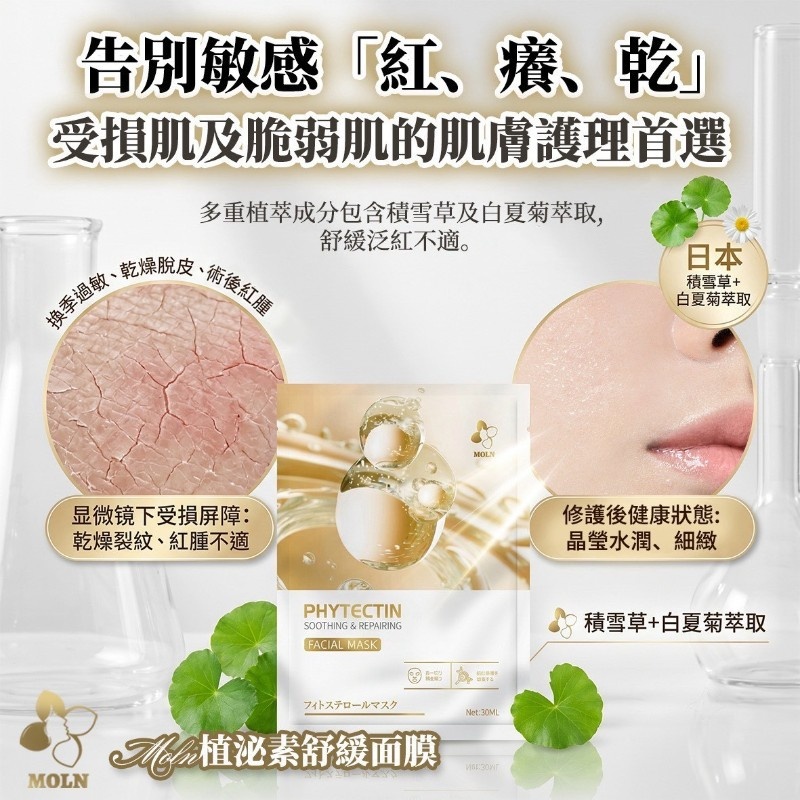 告別敏感「紅、癢、乾」
受損肌及脆弱肌的肌膚護理首選
多重植萃成分包含積雪草及白夏菊萃取,
舒緩泛紅不適。
換季過敏、乾燥脫皮、術後紅腫
日本
積雪草+
白夏菊萃取
显微镜下受損屏障:
乾燥裂紋、紅腫不適
修護後健康狀態:
晶瑩水潤、細緻
MOLN
PHYTECTIN
SOOTHING & REPAIRING
FACIAL MASK
フィトステロールマスク
Net:30ML
積雪草+白夏菊萃取
MOLN
Moln植泌素舒緩面膜